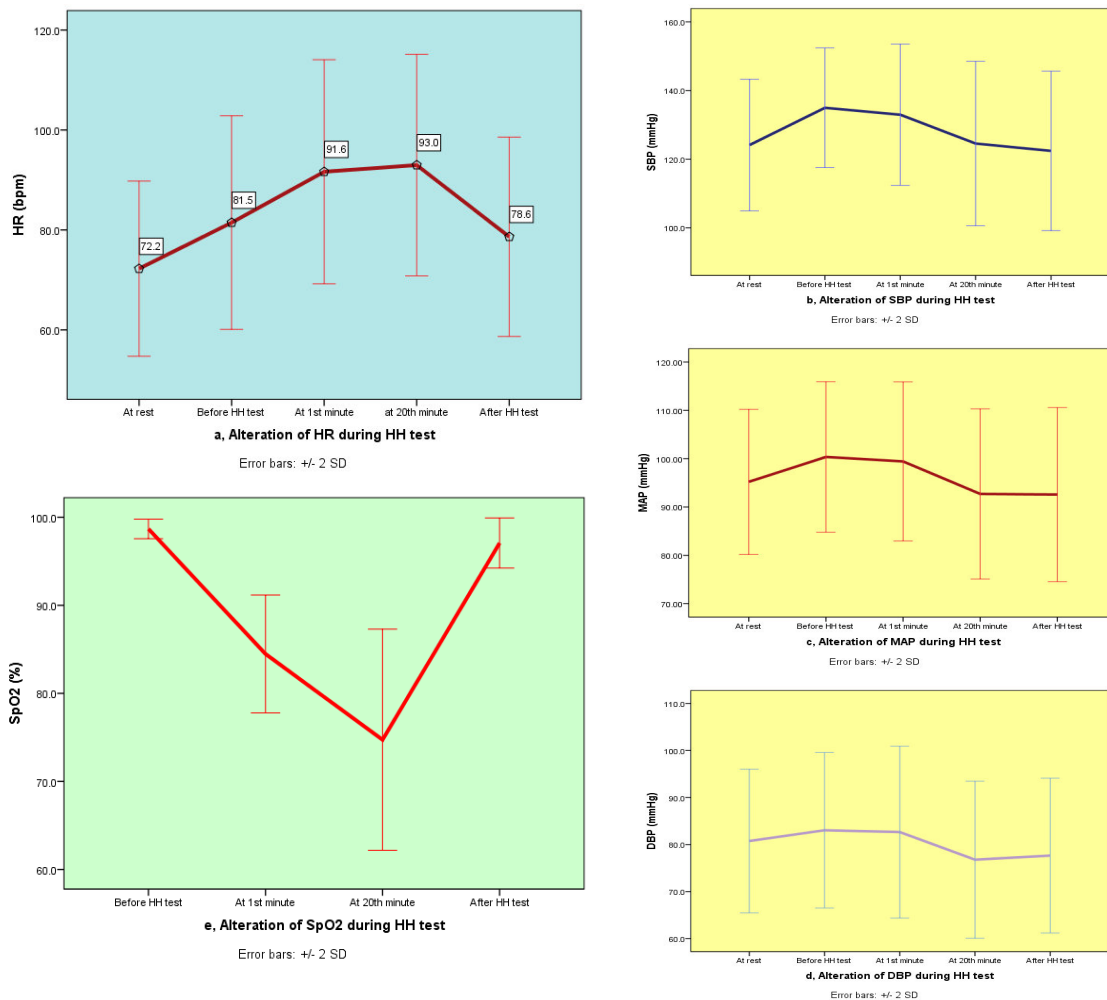 120.0
100.0
80.0
60.0
HR (bpm)
72.2
81.5
91.6
93.0
78.6
At rest
Before HH test
At 1st minute
at 20th minute
After HH test
a, Alteration of HR during HH test
Error bars: +/- 2 SD
160.0
140.0
120.0
100.0
SBP (mmHg)
At rest
Before HH test
At 1st minute
At 20th minute
After HH test
b, Alteration of SBP during HH test
Error bars: +/- 2 SD
120.00
110.00
100.00
90.00
80.00
70.00
MAP (mmHg)
At rest
Before HH test
At 1st minute
At 20th minute
After HH test
c, Alteration of MAP during HH test
Error bars: +/- 2 SD
110.0
100.0
90.0
80.0
70.0
60.0
DBP (mmHg)
At rest
Before HH test
At 1st minute
At 20th minute
After HH test
d, Alteration of DBP during HH test
Error bars: +/- 2 SD
100.0
90.0
80.0
70.0
60.0
SpO2 (%)
Before HH test
At 1st minute
At 20th minute
After HH test
e, Alteration of SpO2 during HH test
Error bars: +/- 2 SD